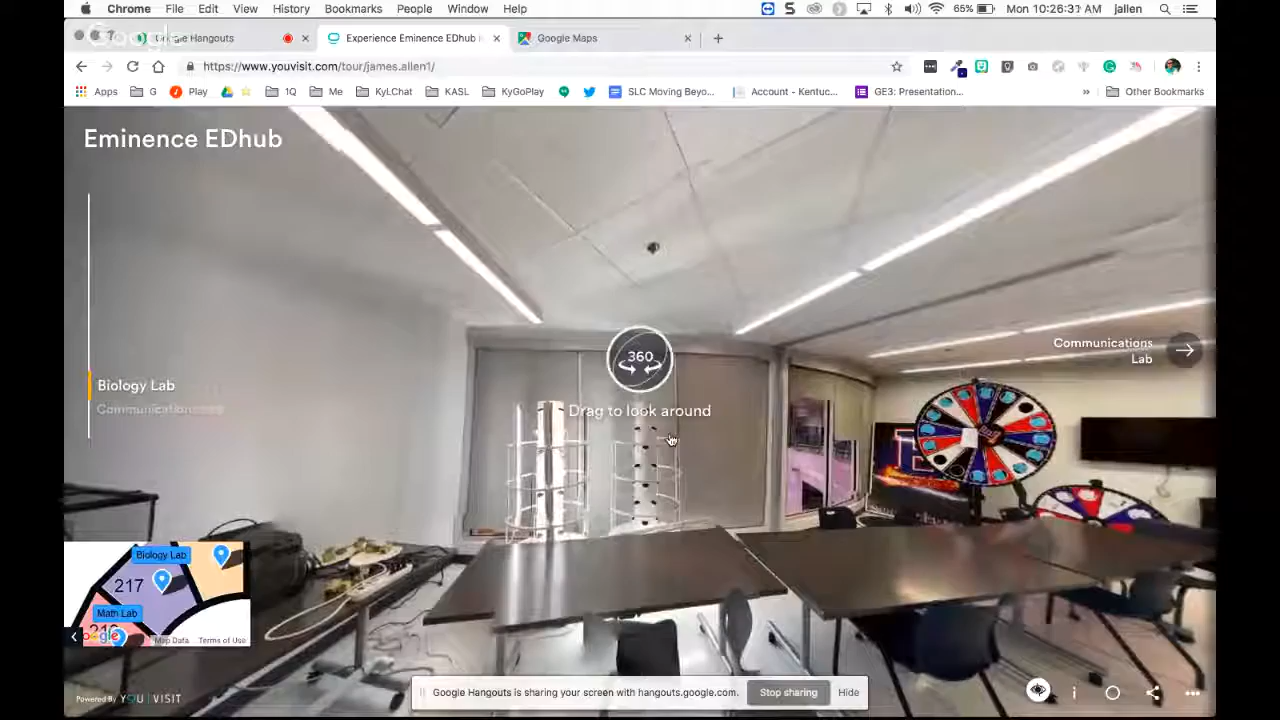 Chrome File Edit View History Bookmarks People Window Help 65% Mon 10:26:31 AM jallen
Google Hangouts Experience Eminence EDhub Google Maps
https://www.youvisit.com/tour/james.allen1/
Apps G Play 1Q Me KyLChat KASL KyGoPlay SLC Moving Beyo... Account - Kentuc... GE3: Presentation... » Other Bookmarks
Eminence EDhub
Communications
Lab
360
Drag to look around
Biology Lab
Communications
Biology Lab
217
Math Lab
Google Map Data Terms of Use
Powered By YOU VISIT
Google Hangouts is sharing your screen with hangouts.google.com. Stop sharing Hide